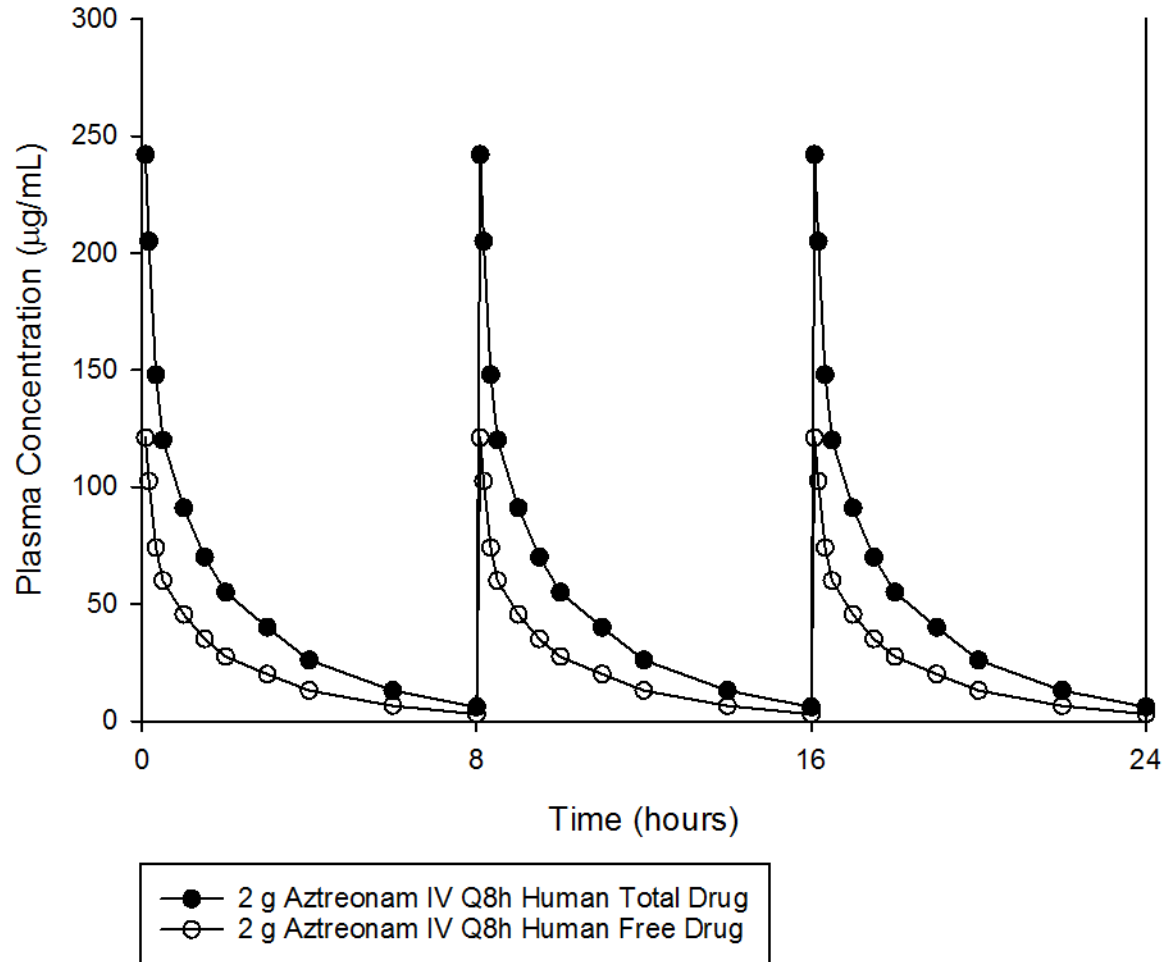 300
250
200
150
100
50
0
Plasma Concentration (μg/mL)
0 8 16 24
Time (hours)
2 g Aztreonam IV Q8h Human Total Drug
2 g Aztreonam IV Q8h Human Free Drug